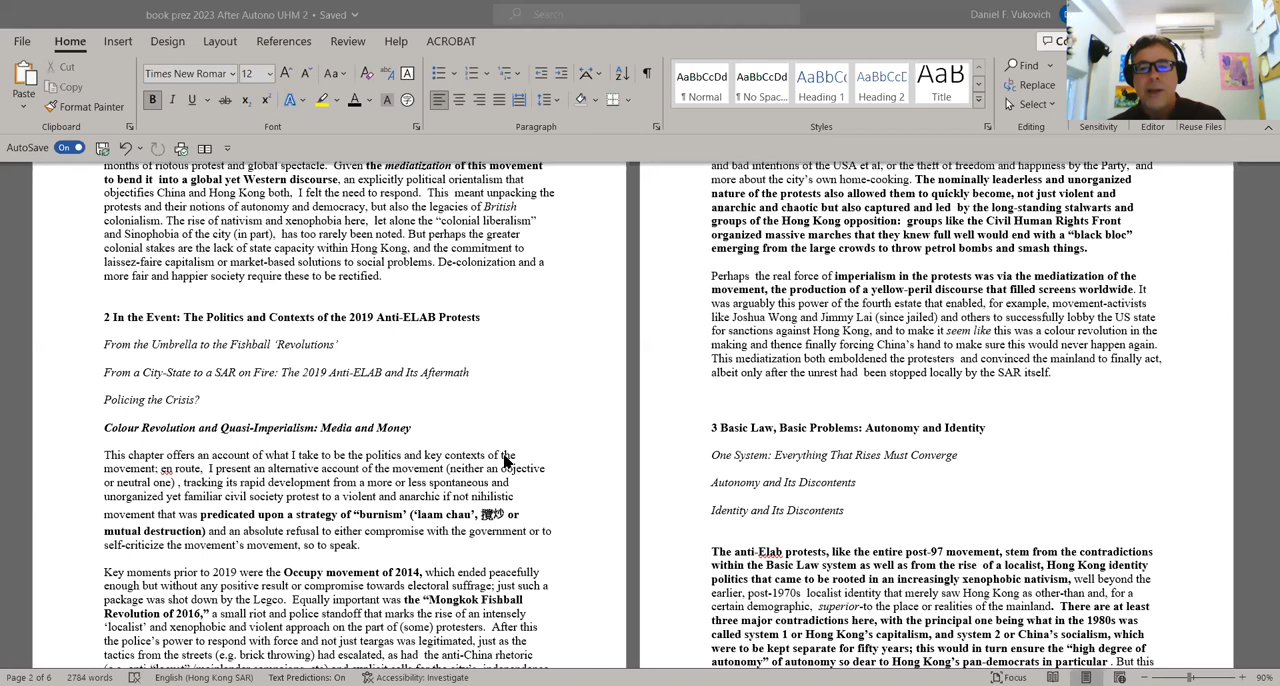 book prez 2023 After Autono UHM 2 • Saved
Search
Daniel F. Vukovich
File Home Insert Draw Design Layout References Review Help ACROBAT
Paste
Cut
Copy
Format Painter
Times New Romar 12
AaBbCcDd
AaBbCcDd
AaBbC
AaBbCcD
AaB
¶ Normal
¶ No Spac...
Heading 1
Heading 2
Title
Find
Replace
Select
Clipboard
Font
Paragraph
Styles
Editing
Sensitivity
Editor
Reuse Files
AutoSave On
months of riotous protest and global spectacle. Given the mediatization of this movement
to bend it into a global yet Western discourse, an explicitly political orientalism that
objectifies China and Hong Kong both, I felt the need to respond. This meant unpacking the
protests and their notions of autonomy and democracy, but also the legacies of British
colonialism. The rise of nativism and xenophobia here, let alone the “colonial liberalism”
and Sinophobia of the city (in part), has too rarely been noted. But perhaps the greater
colonial stakes are the lack of state capacity within Hong Kong, and the commitment to
laissez-faire capitalism or market-based solutions to social problems. De-colonization and a
more fair and happier society require these to be rectified.
2 In the Event: The Politics and Contexts of the 2019 Anti-ELAB Protests
From the Umbrella to the Fishball ‘Revolutions’
From a City-State to a SAR on Fire: The 2019 Anti-ELAB and Its Aftermath
Policing the Crisis?
Colour Revolution and Quasi-Imperialism: Media and Money
This chapter offers an account of what I take to be the politics and key contexts of the
movement; en route, I present an alternative account of the movement (neither an objective
or neutral one) , tracking its rapid development from a more or less spontaneous and
unorganized yet familiar civil society protest to a violent and anarchic if not nihilistic
movement that was predicated upon a strategy of “burnism’ (‘laam chau’, 攬炒 or
mutual destruction) and an absolute refusal to either compromise with the government or to
self-criticize the movement’s movement, so to speak.
Key moments prior to 2019 were the Occupy movement of 2014, which ended peacefully
enough but without any positive result or compromise towards electoral suffrage; just such a
package was shot down by the Legco. Equally important was the “Mongkok Fishball
Revolution of 2016,” a small riot and police standoff that marks the rise of an intensely
‘localist’ and xenophobic and violent approach on the part of (some) protesters. After this
the police’s power to respond with force and not just teargas was legitimated, just as the
tactics from the streets (e.g. brick throwing) had escalated, as had the anti-China rhetoric
and bad intentions of the USA et al, or the theft of freedom and happiness by the Party, and
more about the city’s own home-cooking. The nominally leaderless and unorganized
nature of the protests also allowed them to quickly become, not just violent and
anarchic and chaotic but also captured and led by the long-standing stalwarts and
groups of the Hong Kong opposition: groups like the Civil Human Rights Front
organized massive marches that they knew full well would end with a “black bloc”
emerging from the large crowds to throw petrol bombs and smash things.
Perhaps the real force of imperialism in the protests was via the mediatization of the
movement, the production of a yellow-peril discourse that filled screens worldwide. It
was arguably this power of the fourth estate that enabled, for example, movement-activists
like Joshua Wong and Jimmy Lai (since jailed) and others to successfully lobby the US state
for sanctions against Hong Kong, and to make it seem like this was a colour revolution in the
making and thence finally forcing China’s hand to make sure this would never happen again.
This mediatization both emboldened the protesters and convinced the mainland to finally act,
albeit only after the unrest had been stopped locally by the SAR itself.
3 Basic Law, Basic Problems: Autonomy and Identity
One System: Everything That Rises Must Converge
Autonomy and Its Discontents
Identity and Its Discontents
The anti-Elab protests, like the entire post-97 movement, stem from the contradictions
within the Basic Law system as well as from the rise of a localist, Hong Kong identity
politics that came to be rooted in an increasingly xenophobic nativism, well beyond the
earlier, post-1970s localist identity that merely saw Hong Kong as other-than and, for a
certain demographic, superior-to the place or realities of the mainland. There are at least
three major contradictions here, with the principal one being what in the 1980s was
called system 1 or Hong Kong’s capitalism, and system 2 or China’s socialism, which
were to be kept separate for fifty years; this would in turn ensure the “high degree of
autonomy” of autonomy so dear to Hong Kong’s pan-democrats in particular . But this
Page 2 of 6 2784 words English (Hong Kong SAR) Text Predictions: On Accessibility: Investigate Focus 90%